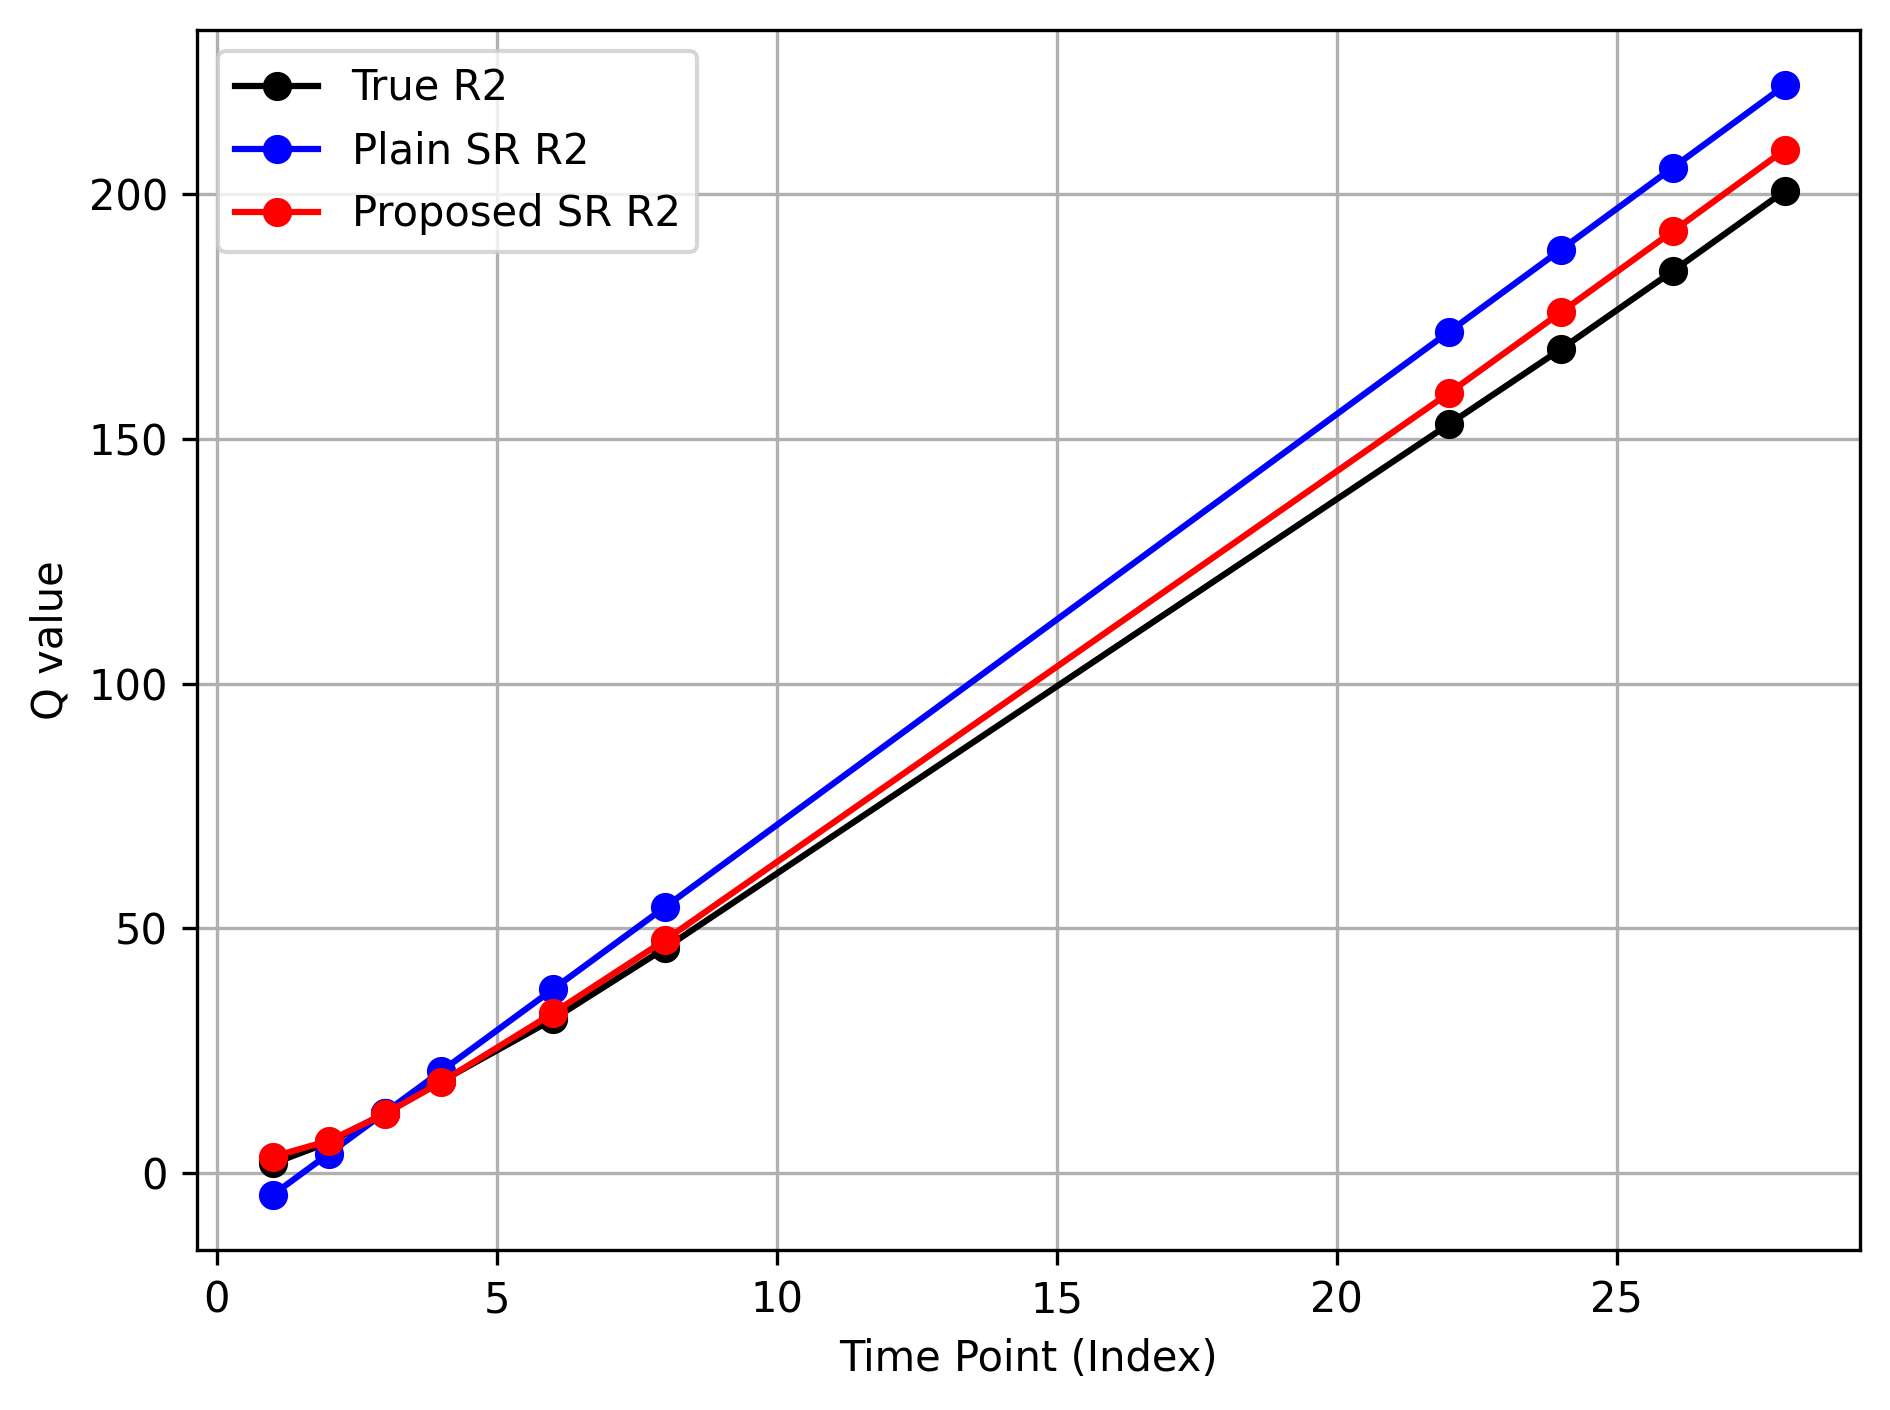 True R2
Plain SR R2
Proposed SR R2
200
150
100
50
0
Q value
0 5 10 15 20 25
Time Point (Index)